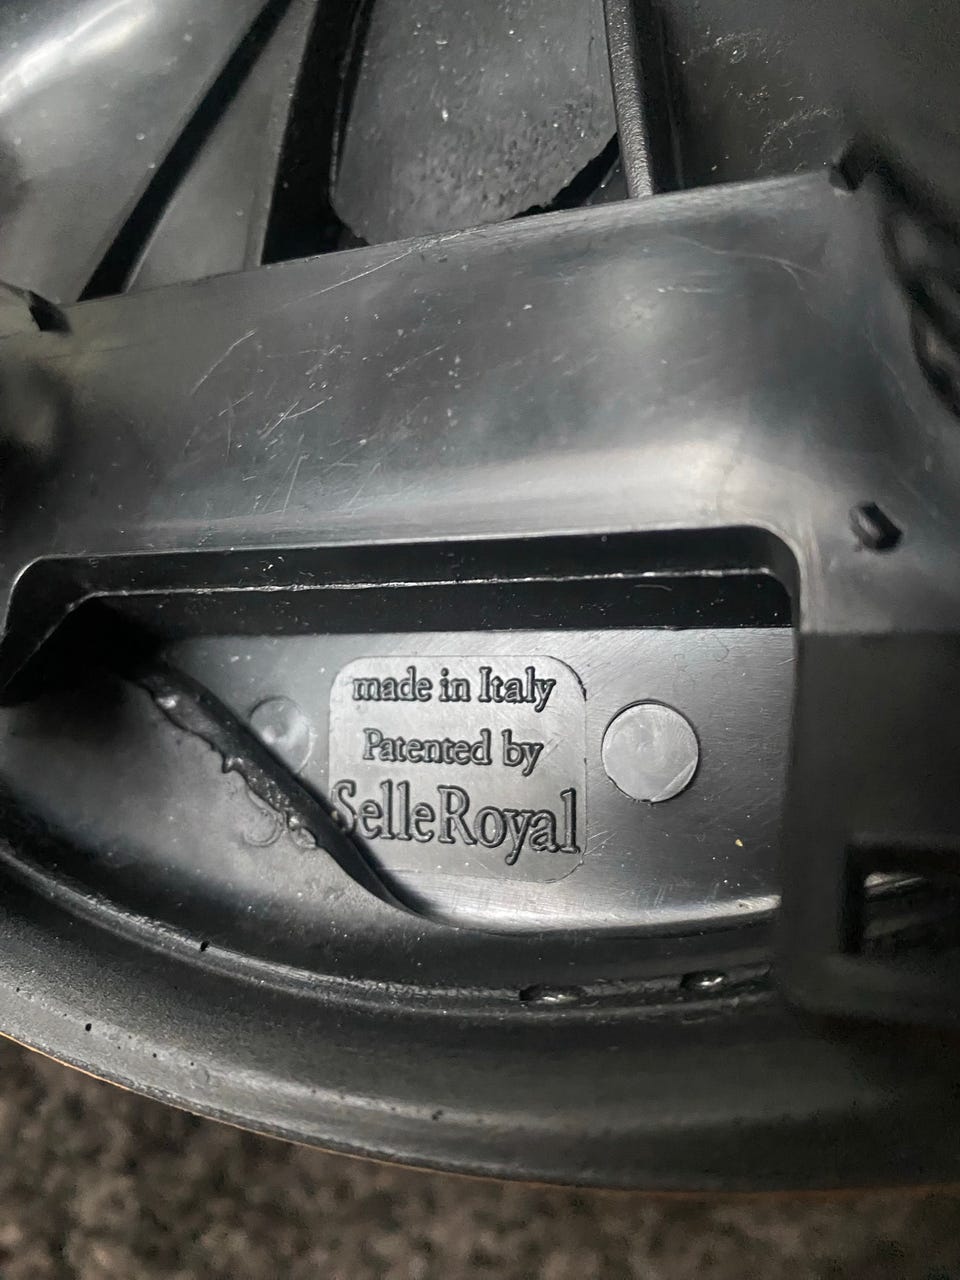 made in Italy
Patented by
SelleRoyal